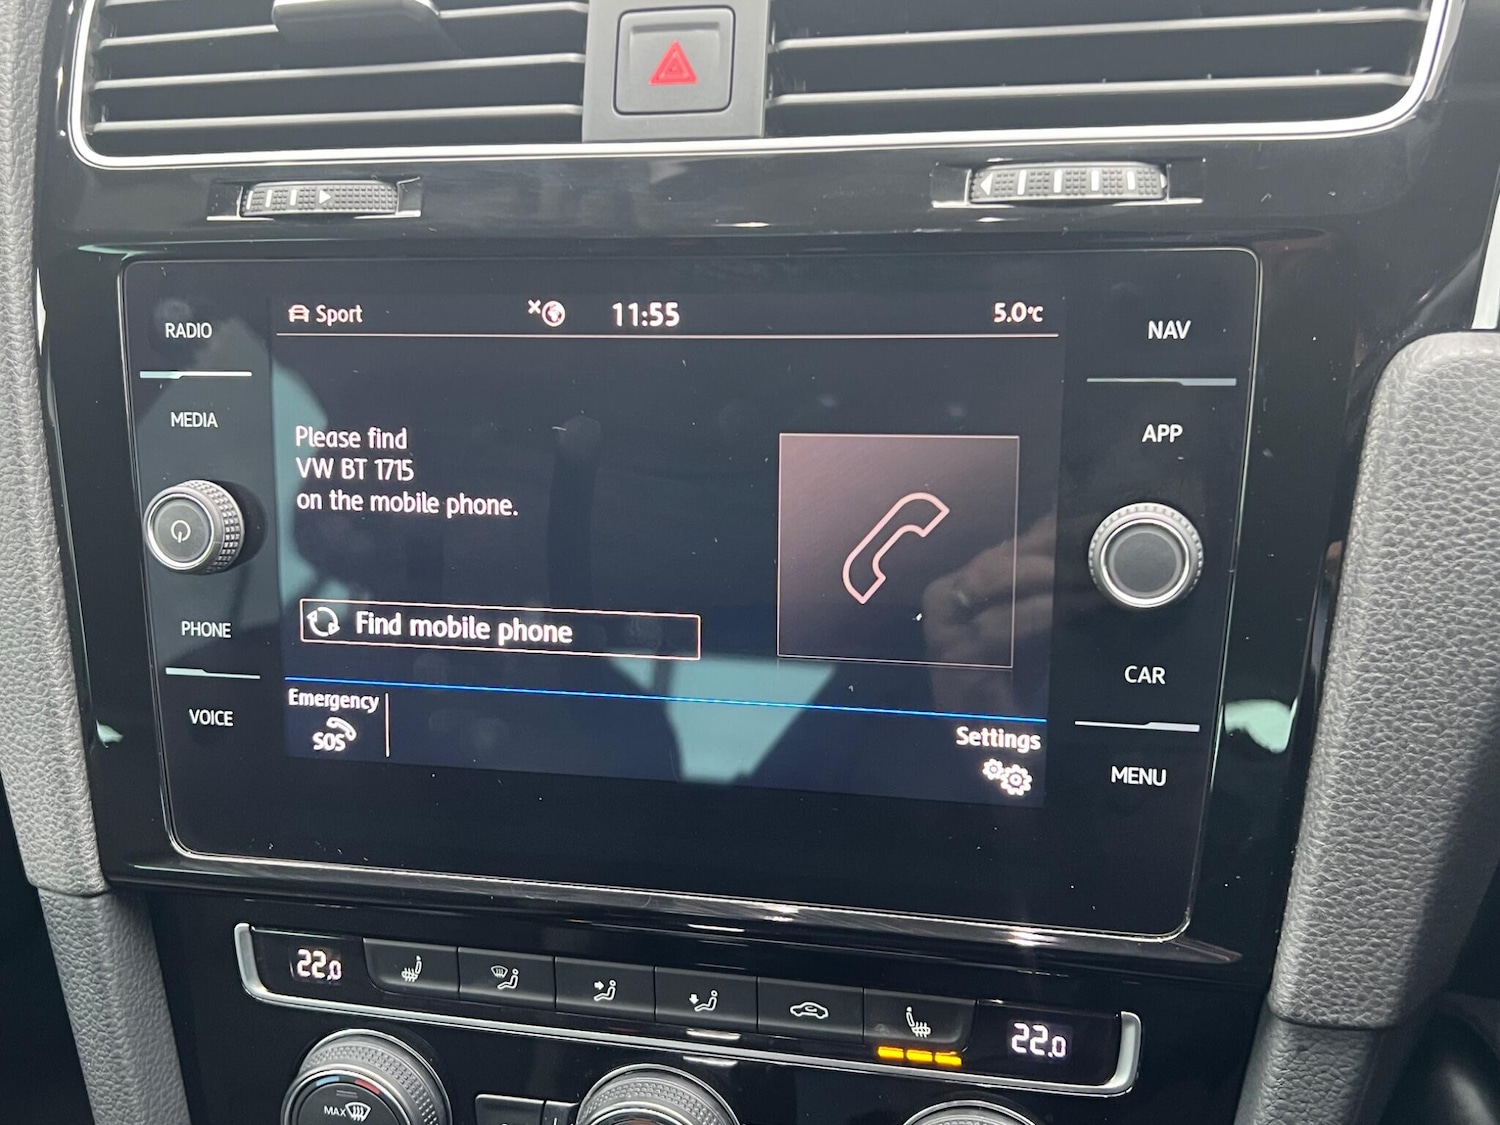 RADIO
MEDIA
PHONE
VOICE
Sport
11:55
5.0°C
Please find
VW BT 1715
on the mobile phone.
Find mobile phone
Emergency
SOS
Settings
NAV
APP
CAR
MENU
22.0
22.0
MAX